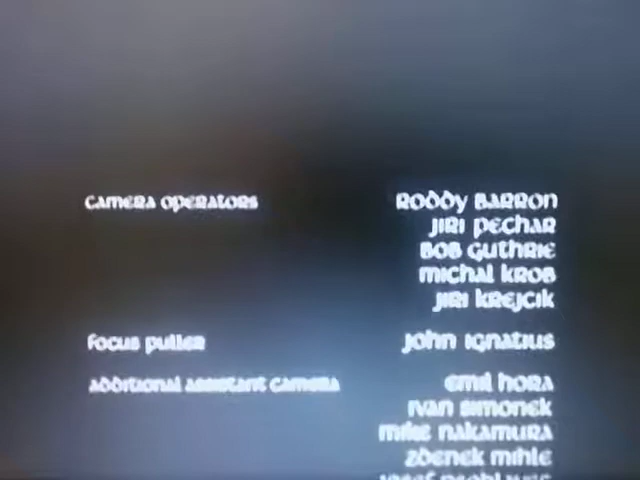 camera operators RODDY BARRON
JIRI PECHAR
BOB GUTHRIE
MICHAL KROB
JIRI KREJCIK
focus puller JOHN IGNATIUS
additional assistant camera EMIL HORA
IVAN SIMONEK
MIKE NAKAMURA
ZDENEK MIHLE
JOSEF